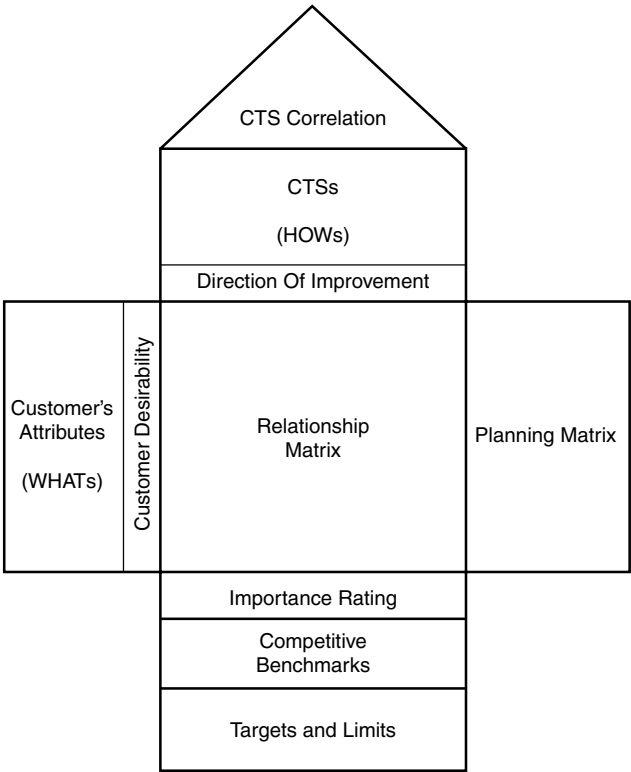 CTS Correlation
CTSs
(HOWs)
Direction Of Improvement
Customer's
Attributes
(WHATs)
Customer Desirability
Relationship
Matrix
Planning Matrix
Importance Rating
Competitive
Benchmarks
Targets and Limits